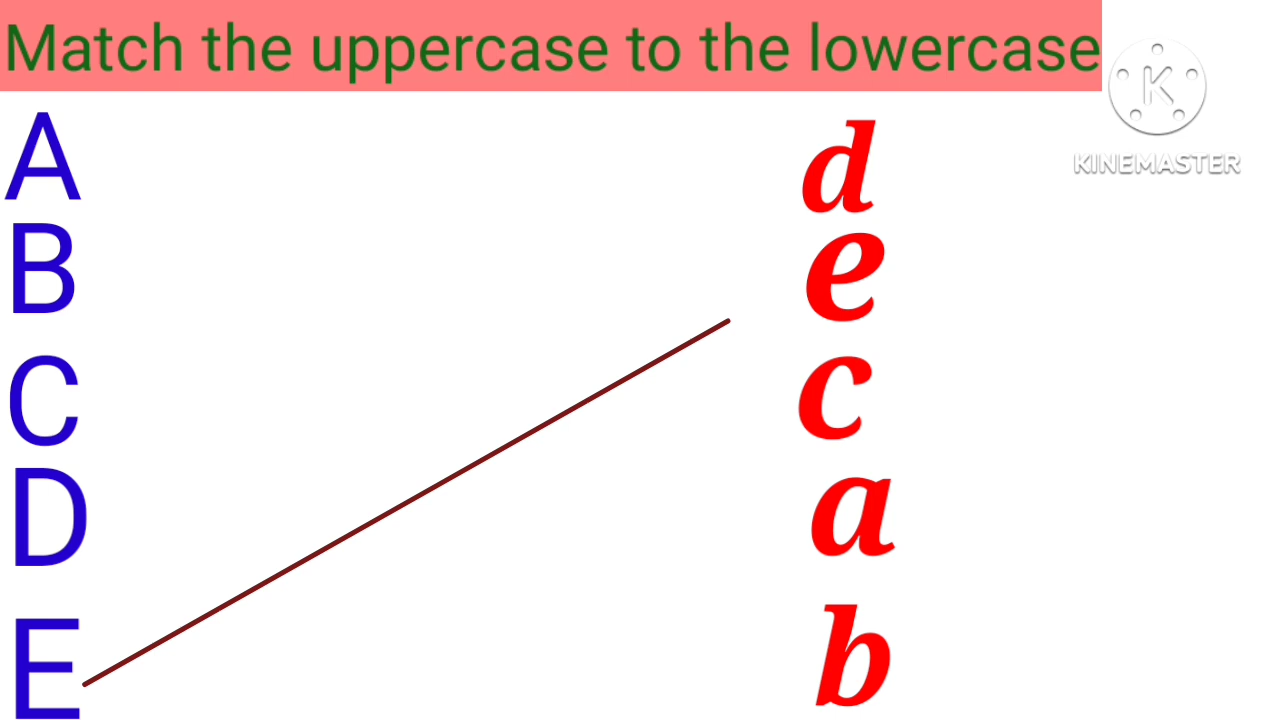 Match the uppercase to the lowercase
K
KINEMASTER
A d
B e
C c
D a
E b